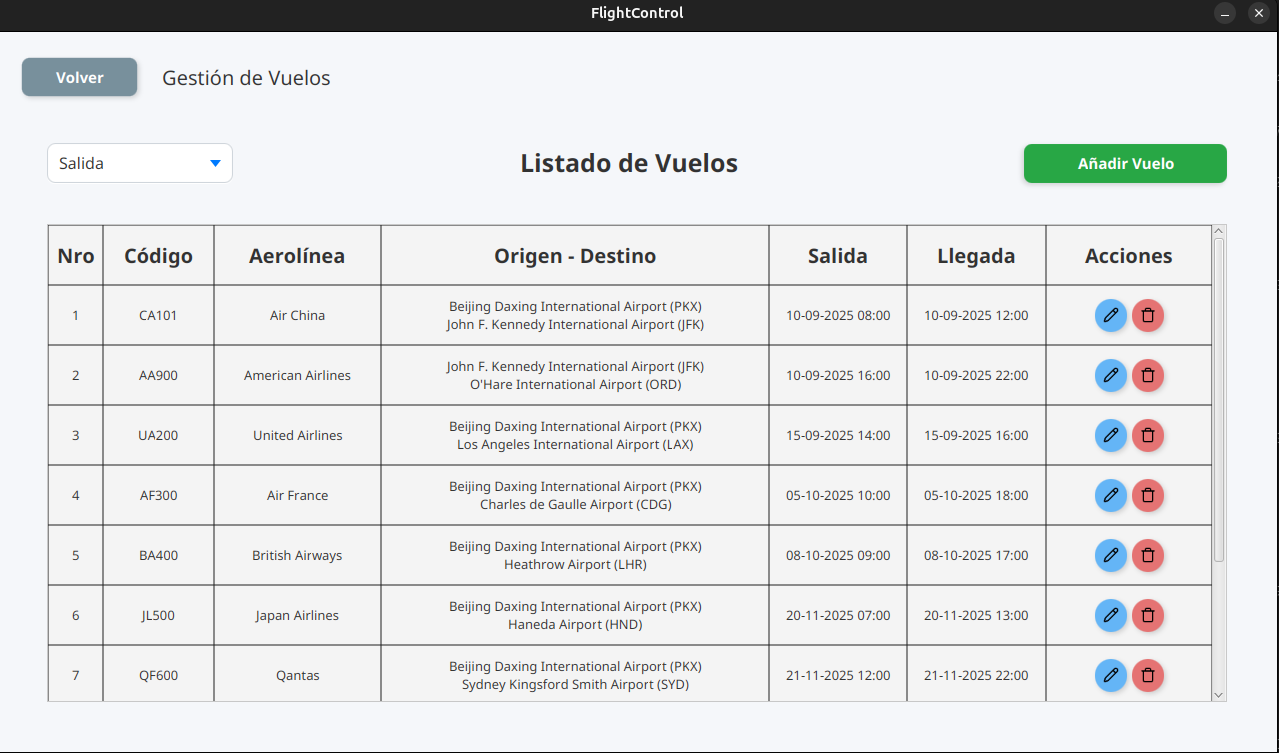 FlightControl
Volver
Gestión de Vuelos
Salida
Listado de Vuelos
Añadir Vuelo
Nro Código Aerolínea Origen - Destino Salida Llegada Acciones
1 CA101 Air China Beijing Daxing International Airport (PKX) 10-09-2025 08:00 10-09-2025 12:00
John F. Kennedy International Airport (JFK)
2 AA900 American Airlines John F. Kennedy International Airport (JFK) 10-09-2025 16:00 10-09-2025 22:00
O'Hare International Airport (ORD)
3 UA200 United Airlines Beijing Daxing International Airport (PKX) 15-09-2025 14:00 15-09-2025 16:00
Los Angeles International Airport (LAX)
4 AF300 Air France Beijing Daxing International Airport (PKX) 05-10-2025 10:00 05-10-2025 18:00
Charles de Gaulle Airport (CDG)
5 BA400 British Airways Beijing Daxing International Airport (PKX) 08-10-2025 09:00 08-10-2025 17:00
Heathrow Airport (LHR)
6 JL500 Japan Airlines Beijing Daxing International Airport (PKX) 20-11-2025 07:00 20-11-2025 13:00
Haneda Airport (HND)
7 QF600 Qantas Beijing Daxing International Airport (PKX) 21-11-2025 12:00 21-11-2025 22:00
Sydney Kingsford Smith Airport (SYD)